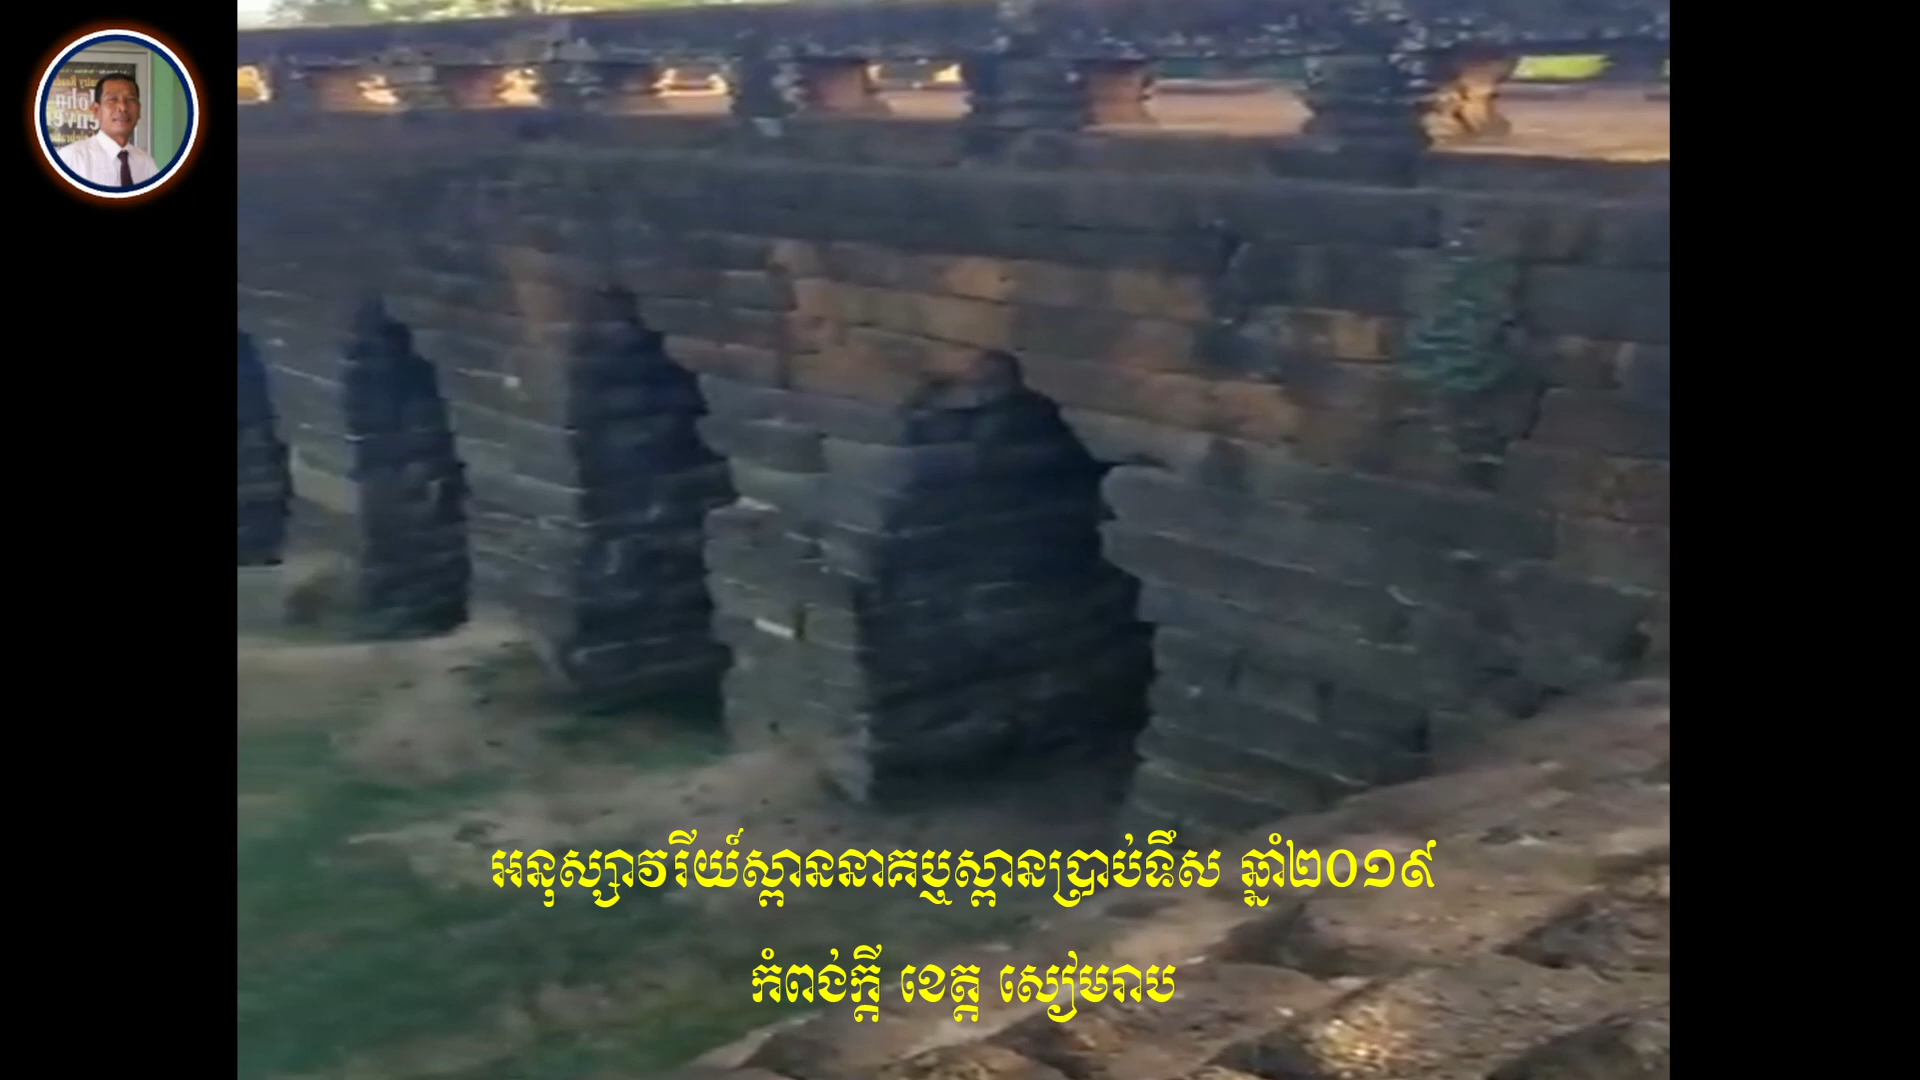 អនុស្សាវរីយ៍ស្ពាននាគឬស្ពានប្រាប់ទឹស ឆ្នាំ២០១៩
កំពង់ក្តី ខេត្ត សៀមរាប